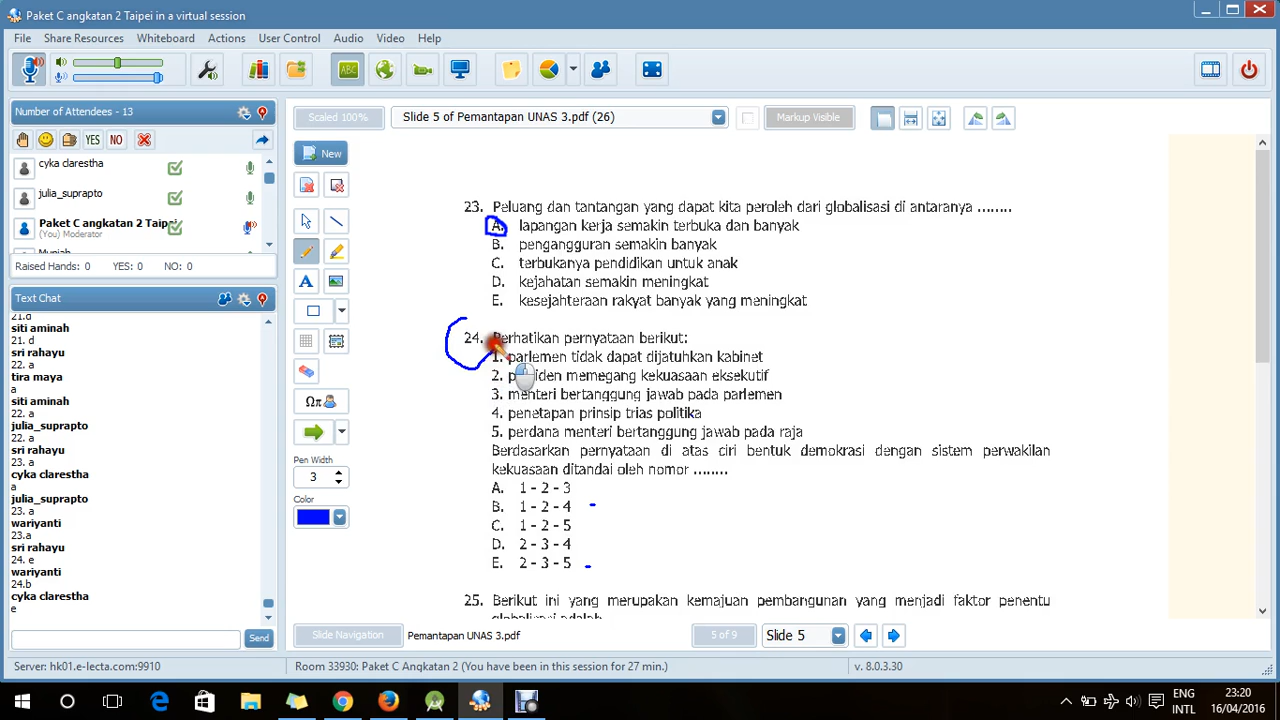 Paket C angkatan 2 Taipei in a virtual session
File Share Resources Whiteboard Actions User Control Audio Video Help
Number of Attendees - 13
YES NO
cyka clarestha
julia_suprapto
Paket C angkatan 2 Taipei
(You) Moderator
Raised Hands: 0 YES: 0 NO: 0
Text Chat
21.d
siti aminah
21. d
sri rahayu
22. a
tira maya
a
siti aminah
22. a
julia_suprapto
22. a
sri rahayu
23. a
cyka clarestha
a
julia_suprapto
23. a
wariyanti
23.a
sri rahayu
24. e
wariyanti
24.b
cyka clarestha
e
Send
ABC
Scaled 100%
Slide 5 of Pemantapan UNAS 3.pdf (26)
Markup Visible
New
A
Ωπ
Pen Width
3
Color
23. Peluang dan tantangan yang dapat kita peroleh dari globalisasi di antaranya ........
A. lapangan kerja semakin terbuka dan banyak
B. pengangguran semakin banyak
C. terbukanya pendidikan untuk anak
D. kejahatan semakin meningkat
E. kesejahteraan rakyat banyak yang meningkat
24. Perhatikan pernyataan berikut:
1. parlemen tidak dapat dijatuhkan kabinet
2. presiden memegang kekuasaan eksekutif
3. menteri bertanggung jawab pada parlemen
4. penetapan prinsip trias politika
5. perdana menteri bertanggung jawab pada raja
Berdasarkan pernyataan di atas ciri bentuk demokrasi dengan sistem perwakilan
kekuasaan ditandai oleh nomor ........
A. 1 - 2 - 3
B. 1 - 2 - 4
C. 1 - 2 - 5
D. 2 - 3 - 4
E. 2 - 3 - 5
25. Berikut ini yang merupakan kemajuan pembangunan yang menjadi faktor penentu
Slide Navigation
Pemantapan UNAS 3.pdf
5 of 9
Slide 5
Server: hk01.e-lecta.com:9910
Room 33930: Paket C Angkatan 2 (You have been in this session for 27 min.)
v. 8.0.3.30
ENG
INTL
23:20
16/04/2016